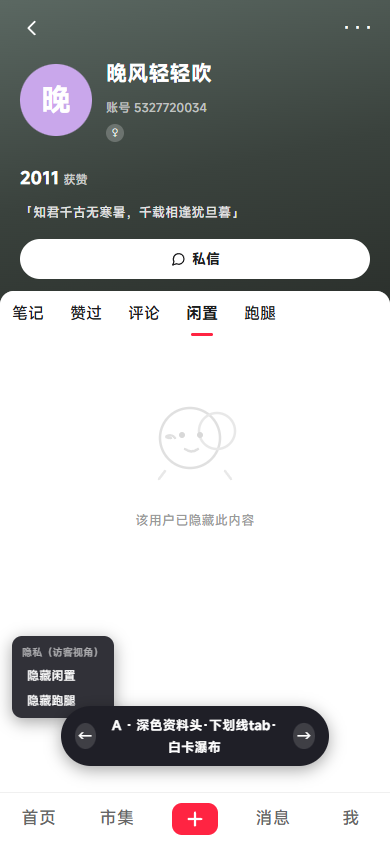 晚
晚风轻轻吹
账号 5327720034
2011 获赞
「知君千古无寒暑，千载相逢犹旦暮」
私信
笔记 赞过 评论 闲置 跑腿
该用户已隐藏此内容
隐私（访客视角）
隐藏闲置
隐藏跑腿
← A · 深色资料头·下划线tab· →
白卡瀑布
首页 市集 + 消息 我